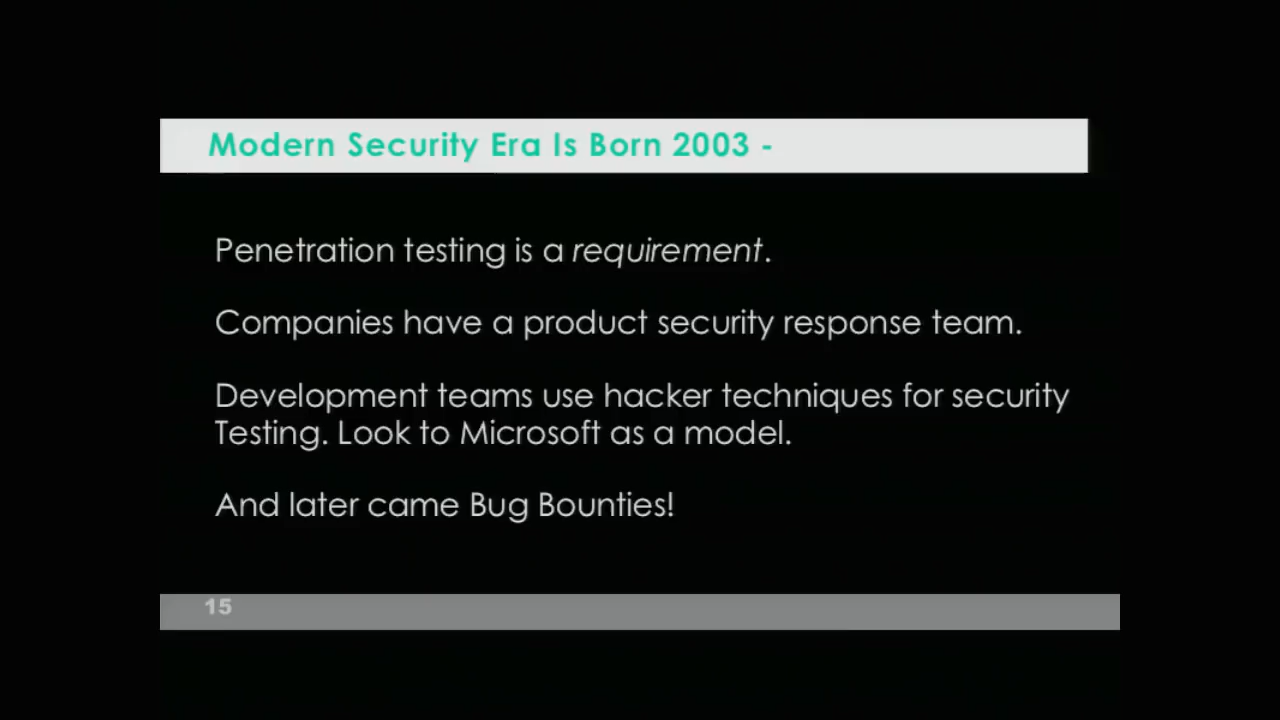 Modern Security Era Is Born 2003 -
Penetration testing is a requirement.
Companies have a product security response team.
Development teams use hacker techniques for security
Testing. Look to Microsoft as a model.
And later came Bug Bounties!
15